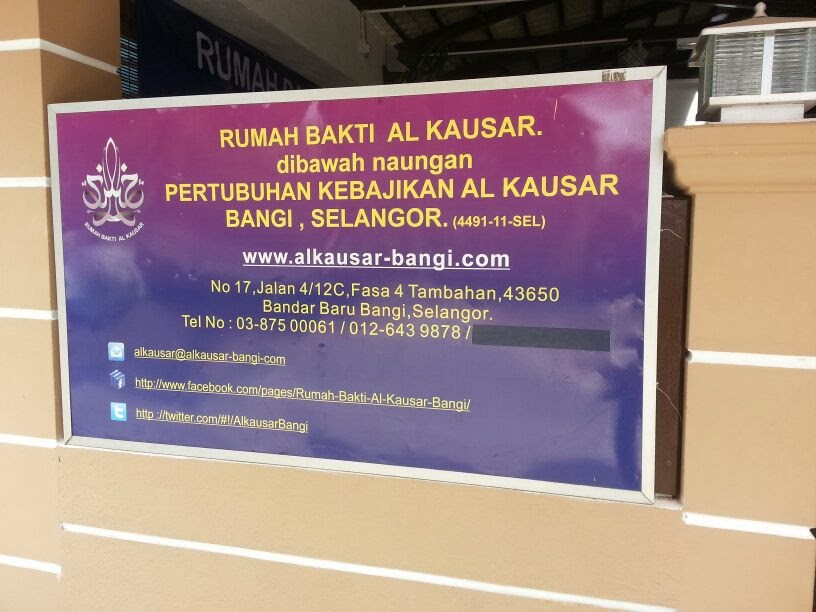 RUMAH B
RUMAH BAKTI AL KAUSAR.
dibawah naungan
PERTUBUHAN KEBAJIKAN AL KAUSAR
BANGI , SELANGOR. (4491-11-SEL)
RUMAH BAKTI AL KAUSAR
www.alkausar-bangi.com
No 17,Jalan 4/12C,Fasa 4 Tambahan,43650
Bandar Baru Bangi,Selangor.
Tel No : 03-875 00061 / 012-643 9878 /
alkausar@alkausar-bangi-com
http://www.facebook.com/pages/Rumah-Bakti-Al-Kausar-Bangi/
http ://twitter.com/#!/AlkausarBangi